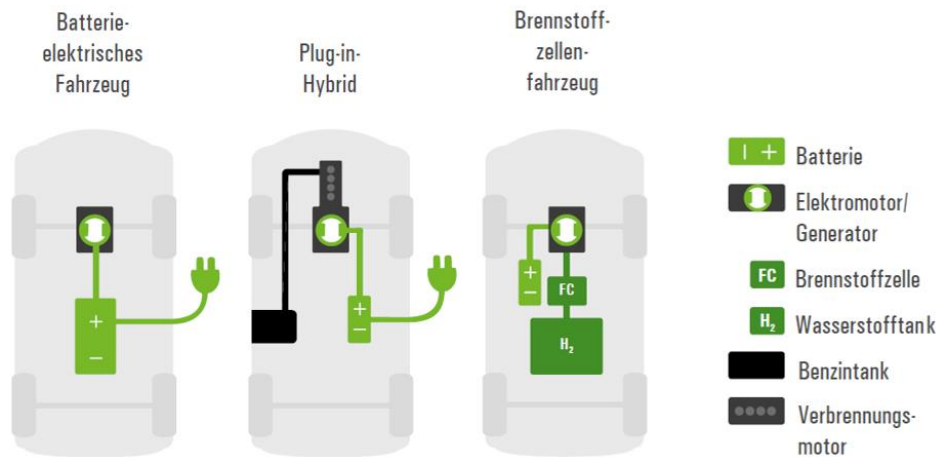 Batterie-
elektrisches
Fahrzeug
Plug-in-
Hybrid
Brennstoff-
zellen-
fahrzeug
+
−
+
−
+
−
FC
H₂
| +
Batterie
Elektromotor/
Generator
FC
Brennstoffzelle
H₂
Wasserstofftank
Benzintank
Verbrennungs-
motor